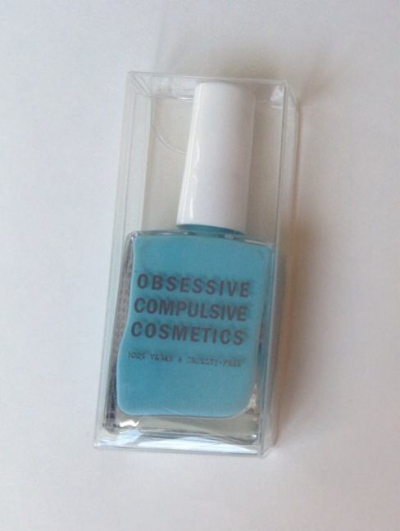 OBSESSIVE
COMPULSIVE
COSMETICS
100% VEGAN & CRUELTY-FREE